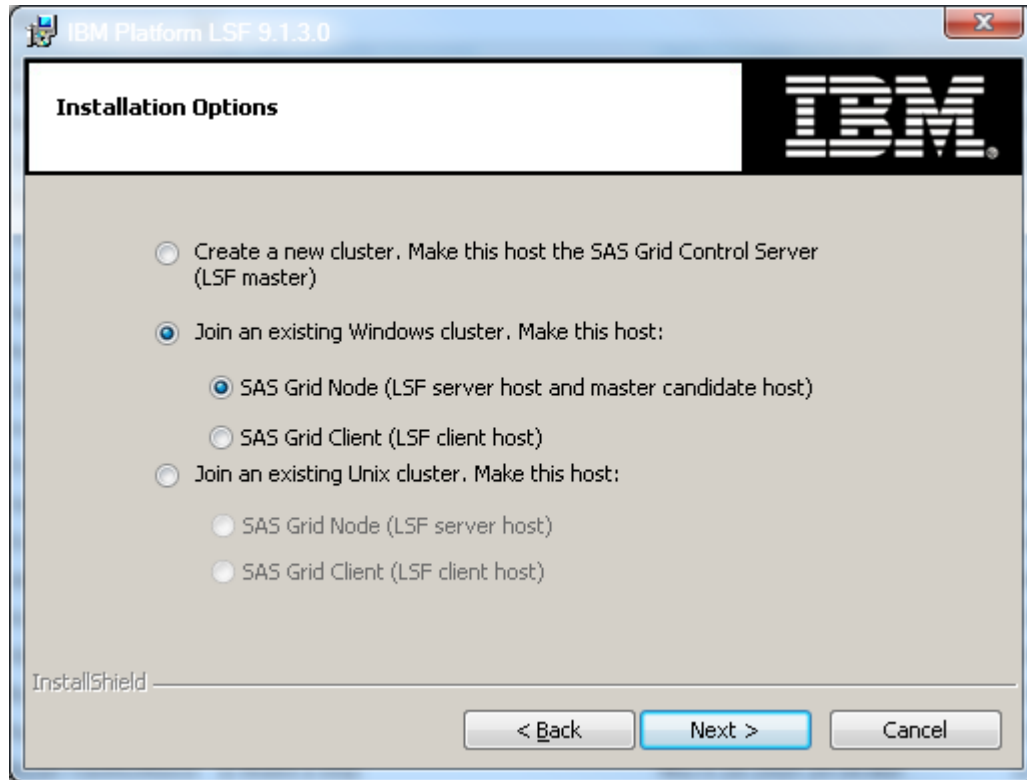 IBM Platform LSF 9.1.3.0
Installation Options
IBM®
Create a new cluster. Make this host the SAS Grid Control Server
(LSF master)
Join an existing Windows cluster. Make this host:
SAS Grid Node (LSF server host and master candidate host)
SAS Grid Client (LSF client host)
Join an existing Unix cluster. Make this host:
SAS Grid Node (LSF server host)
SAS Grid Client (LSF client host)
InstallShield
< Back
Next >
Cancel